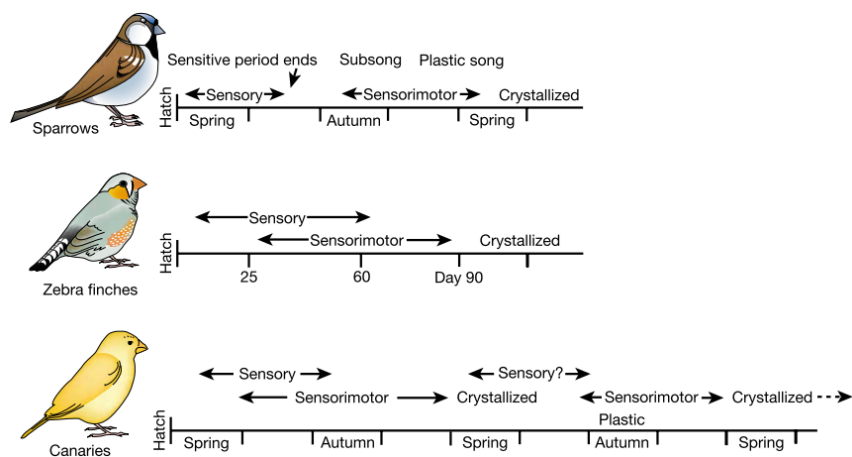 Sensitive period ends Subsong Plastic song
Sensory Sensorimotor Crystallized
Hatch
Spring Autumn Spring
Sparrows
Sensory
Sensorimotor Crystallized
Hatch
25 60 Day 90
Zebra finches
Sensory Sensory?
Sensorimotor Crystallized Sensorimotor Crystallized
Plastic
Hatch
Spring Autumn Spring Autumn Spring
Canaries